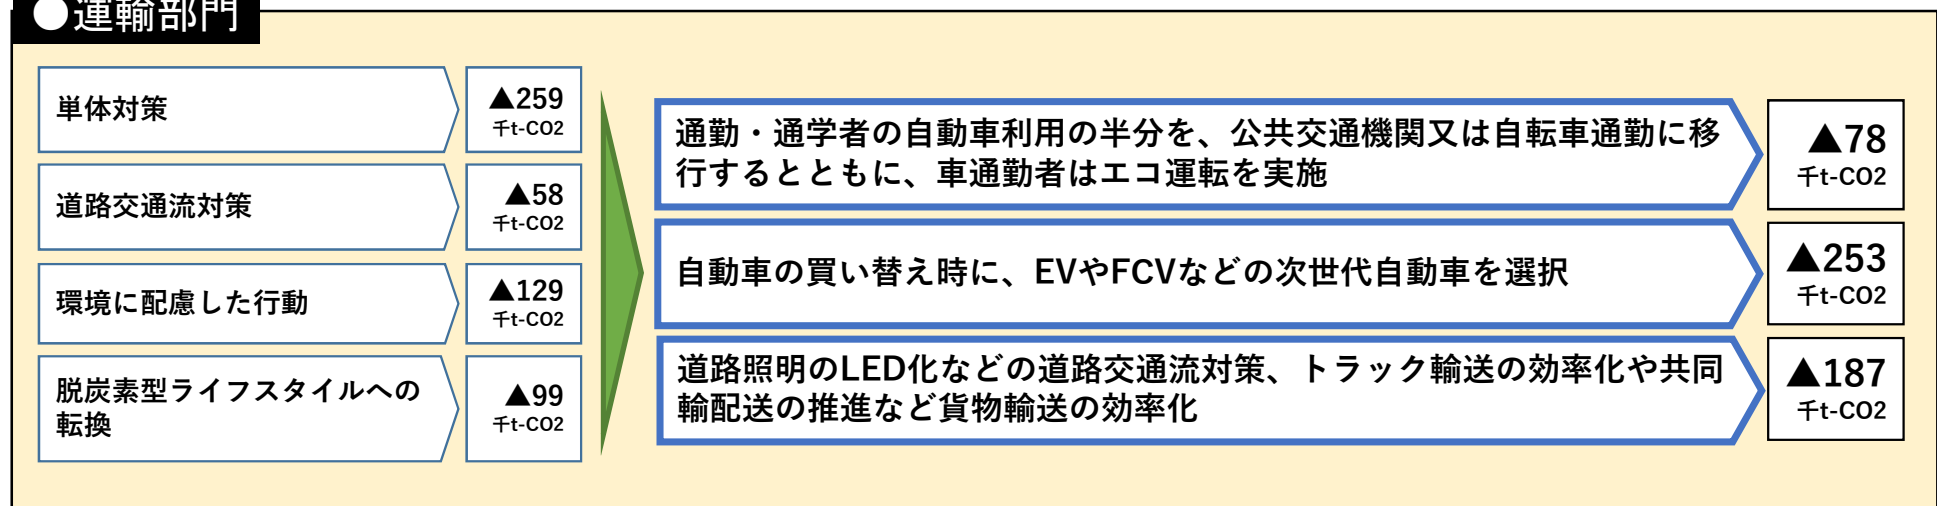 ●運輸部門
単体対策
▲259
千t-CO2
道路交通流対策
▲58
千t-CO2
環境に配慮した行動
▲129
千t-CO2
脱炭素型ライフスタイルへの
転換
▲99
千t-CO2
通勤・通学者の自動車利用の半分を、公共交通機関又は自転車通勤に移
行するとともに、車通勤者はエコ運転を実施
▲78
千t-CO2
自動車の買い替え時に、EVやFCVなどの次世代自動車を選択
▲253
千t-CO2
道路照明のLED化などの道路交通流対策、トラック輸送の効率化や共同
輸配送の推進など貨物輸送の効率化
▲187
千t-CO2